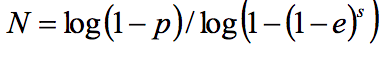 N = log(1 − p)/log(1 − (1 − e)ˢ)